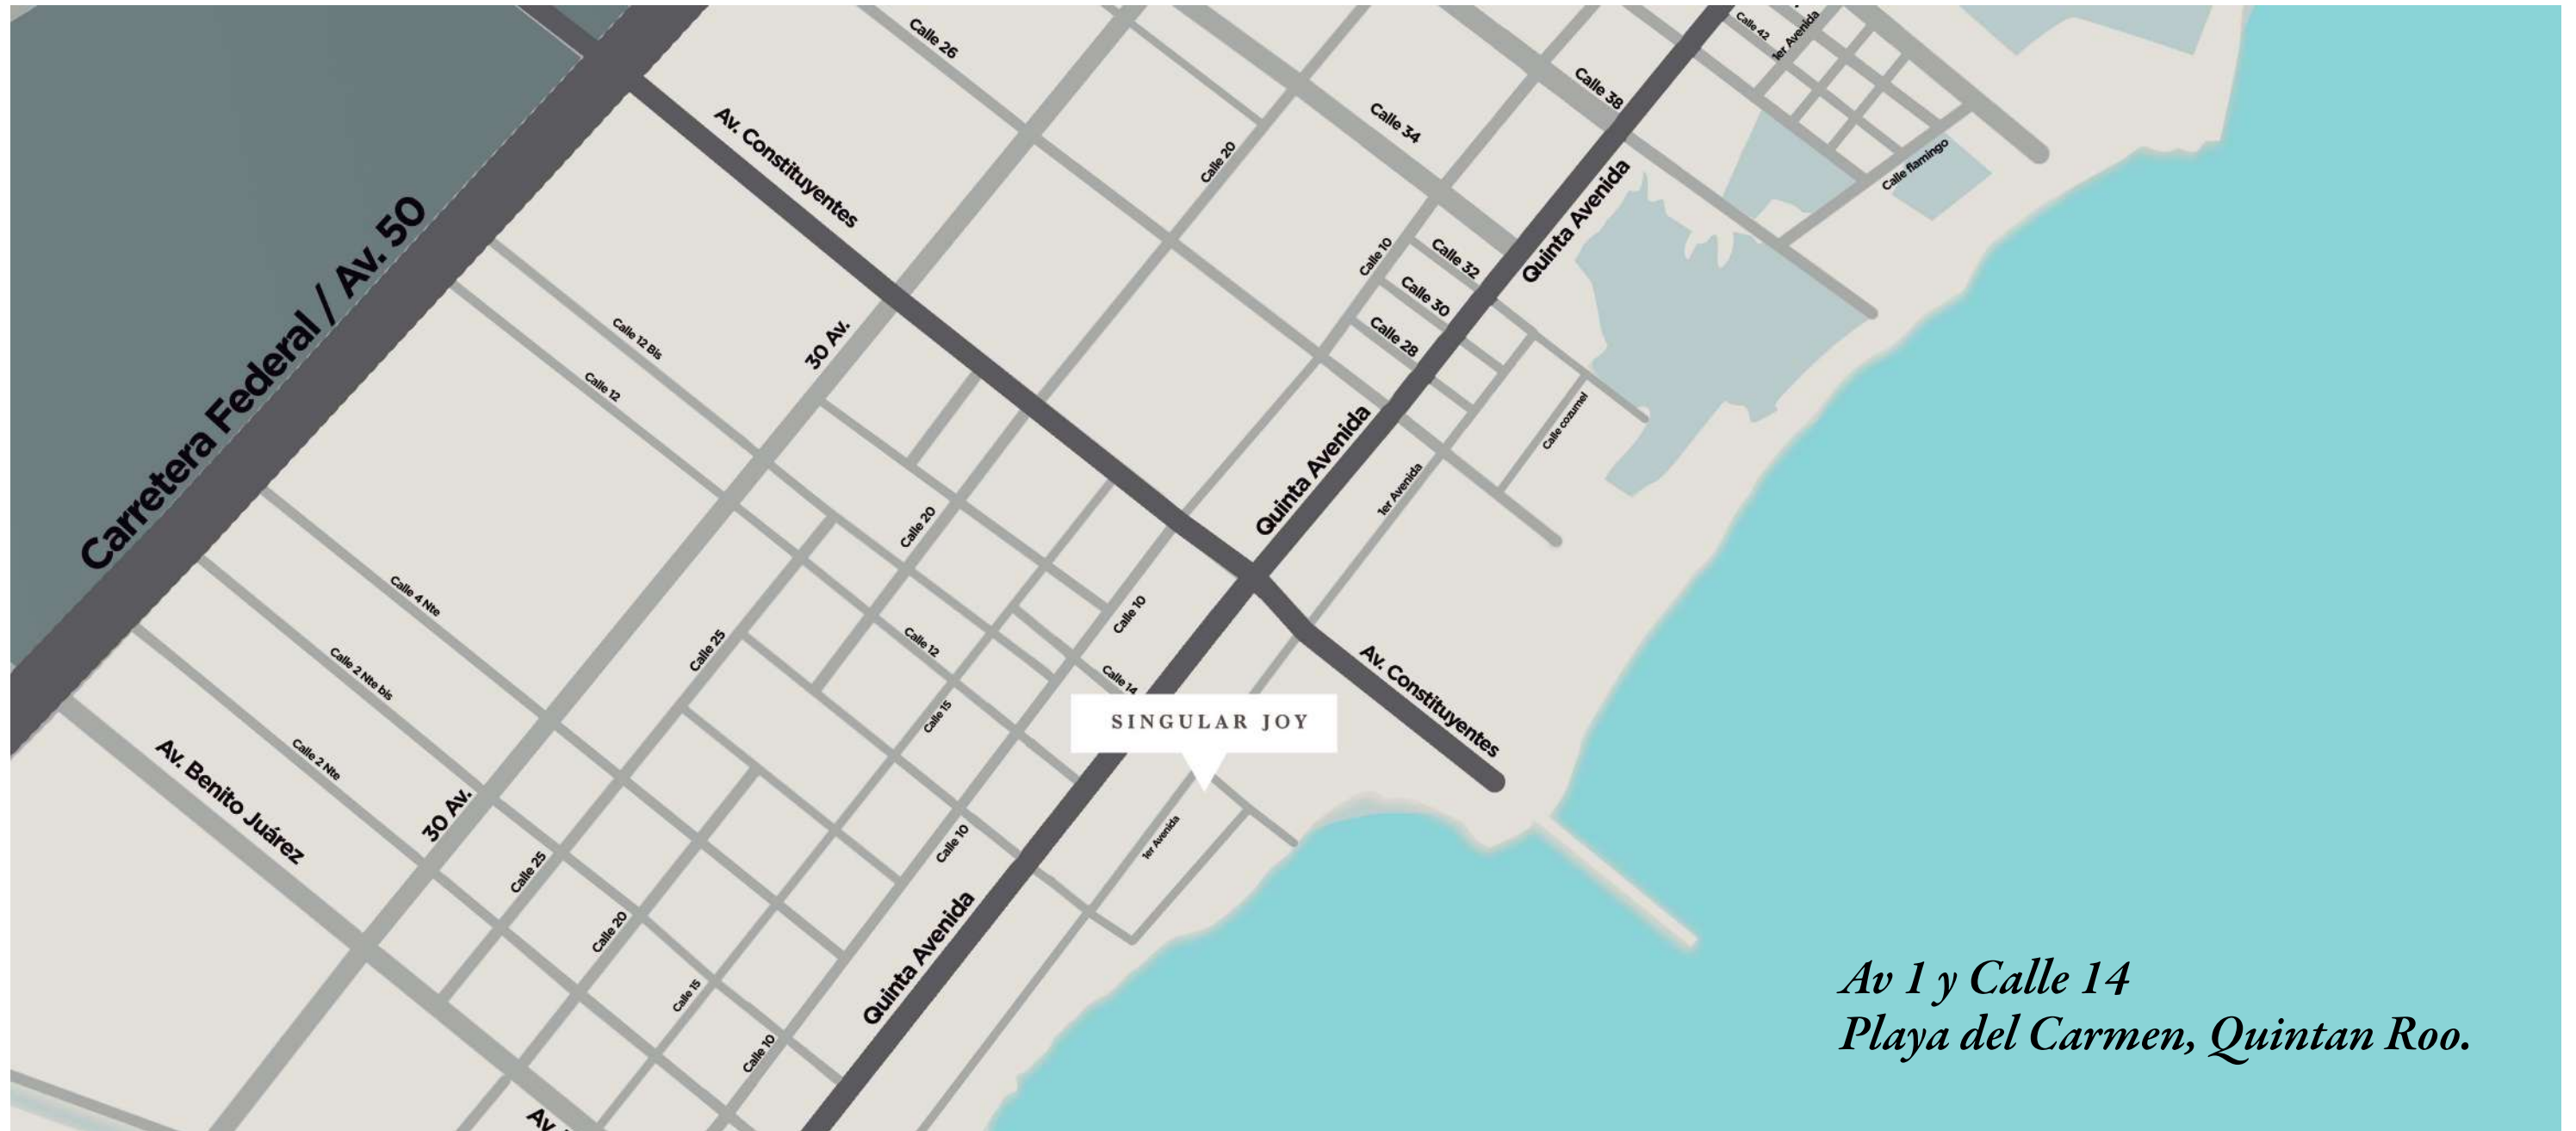 Calle 26
Calle 42
1er Avenida
Calle 38
Av. Constituyentes
Calle 34
Calle 20
Calle flamingo
Quinta Avenida
Carretera Federal / Av. 50
Calle 10
Calle 32
Calle 30
Calle 28
30 Av.
Calle 12 Bis
Calle 12
Calle cozumel
Quinta Avenida
1er Avenida
Calle 20
Calle 4 Nte
Calle 10
Calle 12
Calle 25
Calle 2 Nte bis
Calle 14
Av. Constituyentes
Calle 15
SINGULAR JOY
Calle 2 Nte
Av. Benito Juárez
30 Av.
1er Avenida
Calle 10
Calle 25
Calle 20
Quinta Avenida
Calle 15
Calle 10
Av 1 y Calle 14
Playa del Carmen, Quintan Roo.
Av.